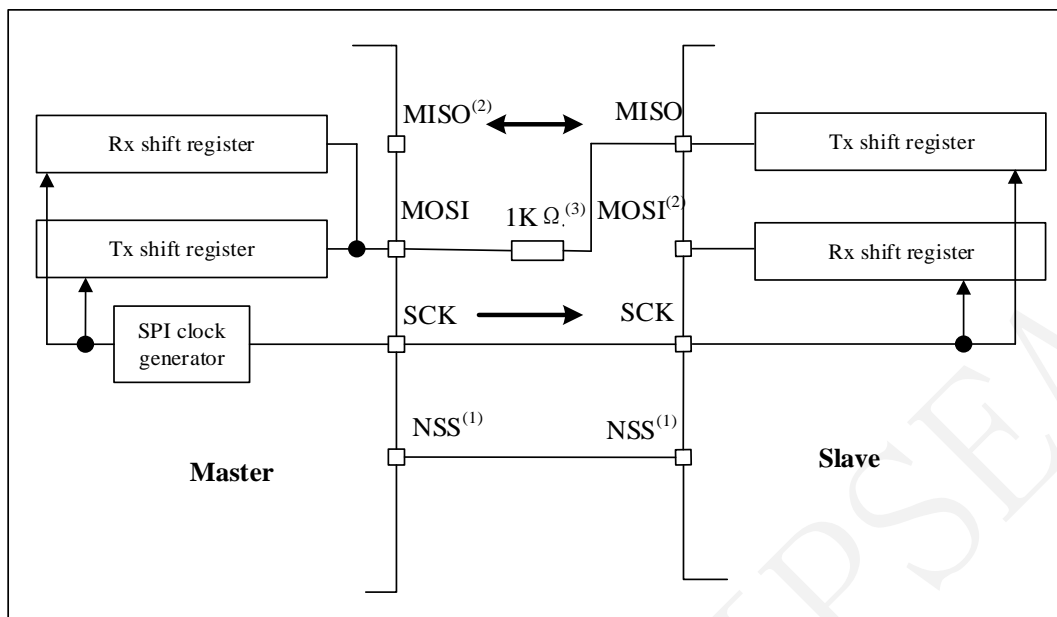 MISO(2)
MISO
Rx shift register
Tx shift register
MOSI
1K Ω.(3)
MOSI(2)
Tx shift register
Rx shift register
SCK
SCK
SPI clock
generator
NSS(1)
NSS(1)
Master
Slave